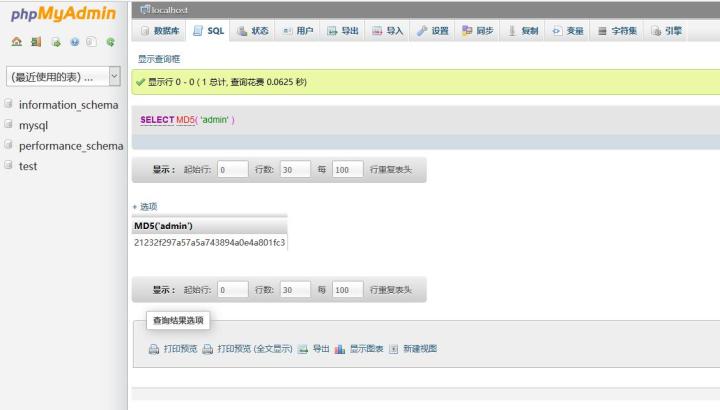 phpMyAdmin
(最近使用的表) ...
information_schema
mysql
performance_schema
test
localhost
数据库 SQL 状态 用户 导出 导入 设置 同步 复制 变量 字符集 引擎
显示查询框
显示行 0 - 0 ( 1 总计, 查询花费 0.0625 秒)
SELECT MD5( 'admin' )
显示： 起始行: 0 行数: 30 每 100 行重复表头
+ 选项
MD5('admin')
21232f297a57a5a743894a0e4a801fc3
显示： 起始行: 0 行数: 30 每 100 行重复表头
查询结果选项
打印预览 打印预览 (全文显示) 导出 显示图表 新建视图